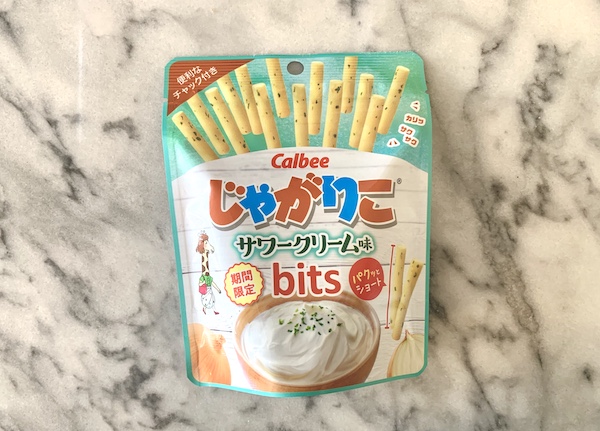 便利な
チャック付き
カリッ
サク
サク
Calbee
じゃがりこ®
サワークリーム味
期間
限定
bits
パクッと
ショート